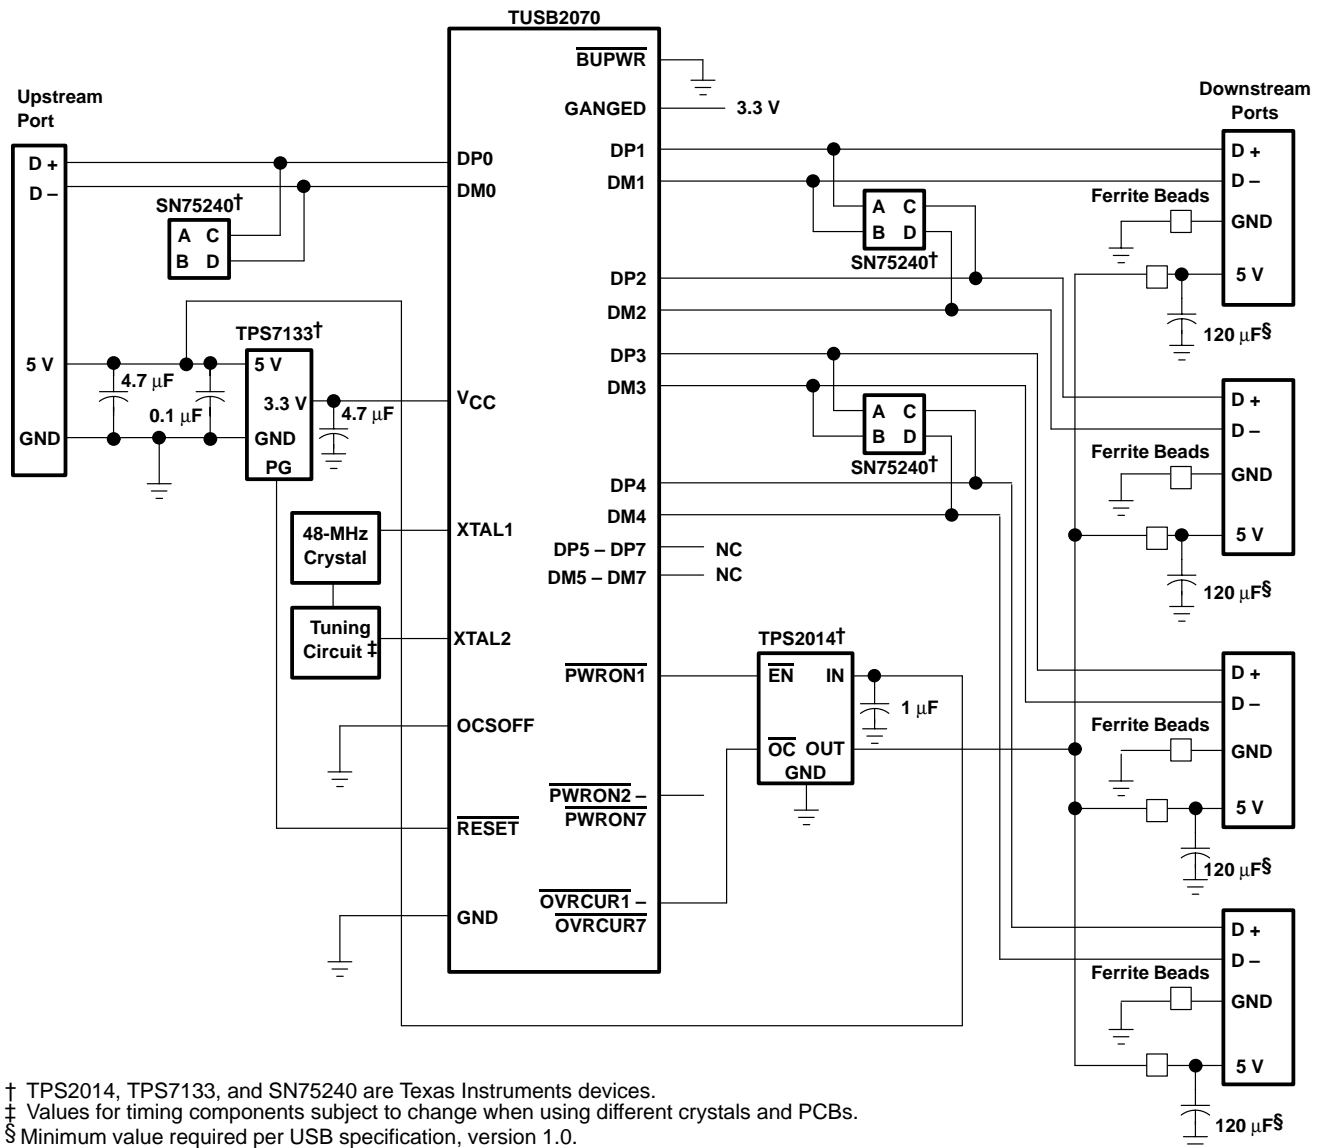 TUSB2070
BUPWR
GANGED
3.3 V
Upstream
Port
D +
D –
SN75240†
A C
B D
DP0
DM0
DP1
DM1
Downstream
Ports
D +
D –
Ferrite Beads
GND
5 V
120 µF§
A C
B D
SN75240†
DP2
DM2
TPS7133†
5 V
5 V
4.7 µF
0.1 µF
3.3 V
4.7 µF
GND
GND
PG
VCC
DP3
DM3
A C
B D
SN75240†
D +
D –
Ferrite Beads
GND
5 V
120 µF§
DP4
DM4
48-MHz
Crystal
XTAL1
DP5 – DP7
NC
DM5 – DM7
NC
Tuning
Circuit ‡
XTAL2
TPS2014†
PWRON1
EN IN
1 µF
OC OUT
GND
D +
D –
Ferrite Beads
GND
5 V
120 µF§
OCSOFF
PWRON2 –
PWRON7
RESET
OVRCUR1 –
OVRCUR7
GND
D +
D –
Ferrite Beads
GND
5 V
120 µF§
† TPS2014, TPS7133, and SN75240 are Texas Instruments devices.
‡ Values for timing components subject to change when using different crystals and PCBs.
§ Minimum value required per USB specification, version 1.0.